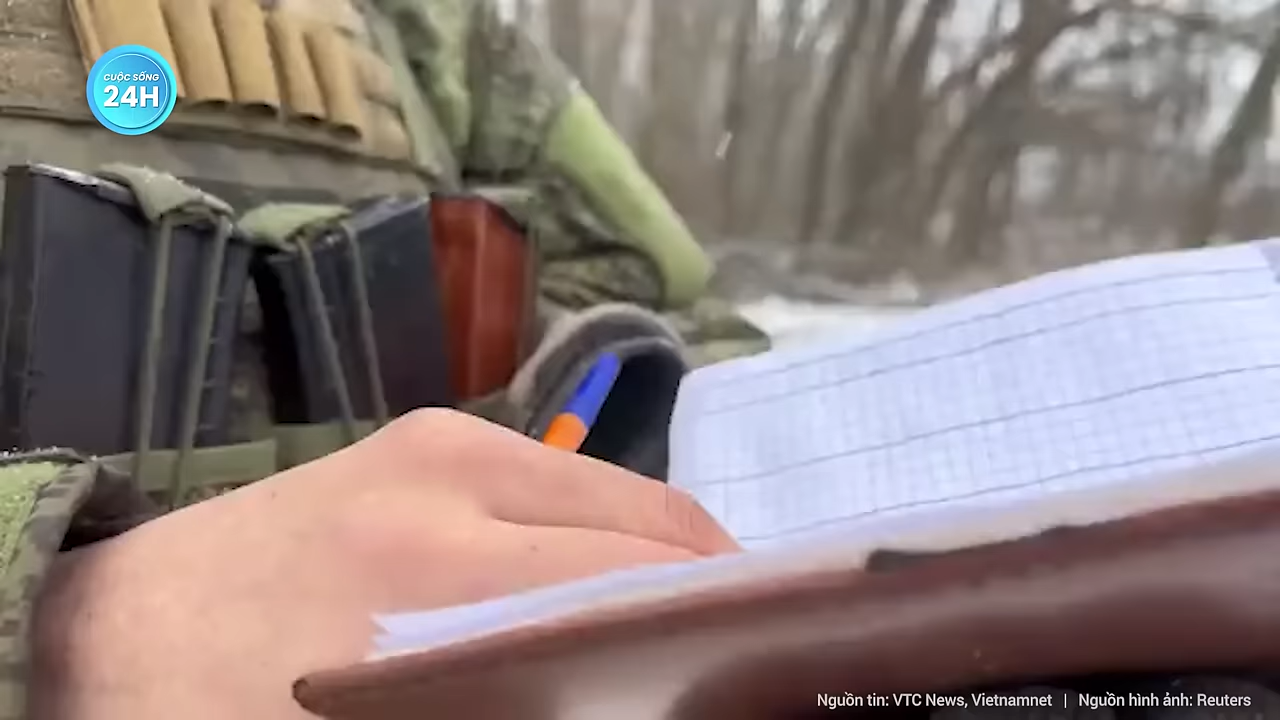 CUỘC SỐNG
24H
Nguồn tin: VTC News, Vietnamnet | Nguồn hình ảnh: Reuters